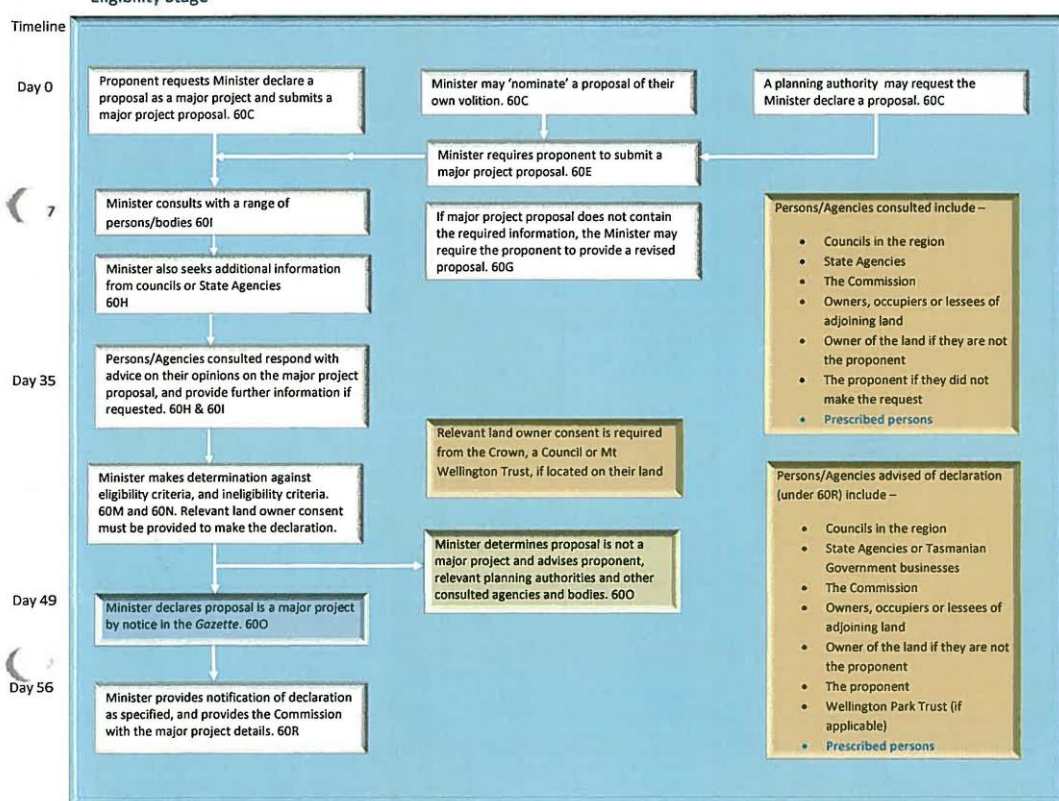 Eligibility Stage
Timeline
Day 0
Proponent requests Minister declare a
proposal as a major project and submits a
major project proposal. 60C
Minister may 'nominate' a proposal of their
own volition. 60C
A planning authority may request the
Minister declare a proposal. 60C
Minister requires proponent to submit a
major project proposal. 60E
7
Minister consults with a range of
persons/bodies 60I
If major project proposal does not contain
the required information, the Minister may
require the proponent to provide a revised
proposal. 60G
Minister also seeks additional information
from councils or State Agencies
60H
Persons/Agencies consulted include –
• Councils in the region
• State Agencies
• The Commission
• Owners, occupiers or lessees of
adjoining land
• Owner of the land if they are not
the proponent
• The proponent if they did not
make the request
• Prescribed persons
Day 35
Persons/Agencies consulted respond with
advice on their opinions on the major project
proposal, and provide further information if
requested. 60H & 60I
Relevant land owner consent is required
from the Crown, a Council or Mt
Wellington Trust, if located on their land
Minister makes determination against
eligibility criteria, and ineligibility criteria.
60M and 60N. Relevant land owner consent
must be provided to make the declaration.
Minister determines proposal is not a
major project and advises proponent,
relevant planning authorities and other
consulted agencies and bodies. 60O
Persons/Agencies advised of declaration
(under 60R) include –
• Councils in the region
• State Agencies or Tasmanian
Government businesses
• The Commission
• Owners, occupiers or lessees of
adjoining land
• Owner of the land if they are not
the proponent
• The proponent
• Wellington Park Trust (if
applicable)
• Prescribed persons
Day 49
Minister declares proposal is a major project
by notice in the Gazette. 60O
Day 56
Minister provides notification of declaration
as specified, and provides the Commission
with the major project details. 60R